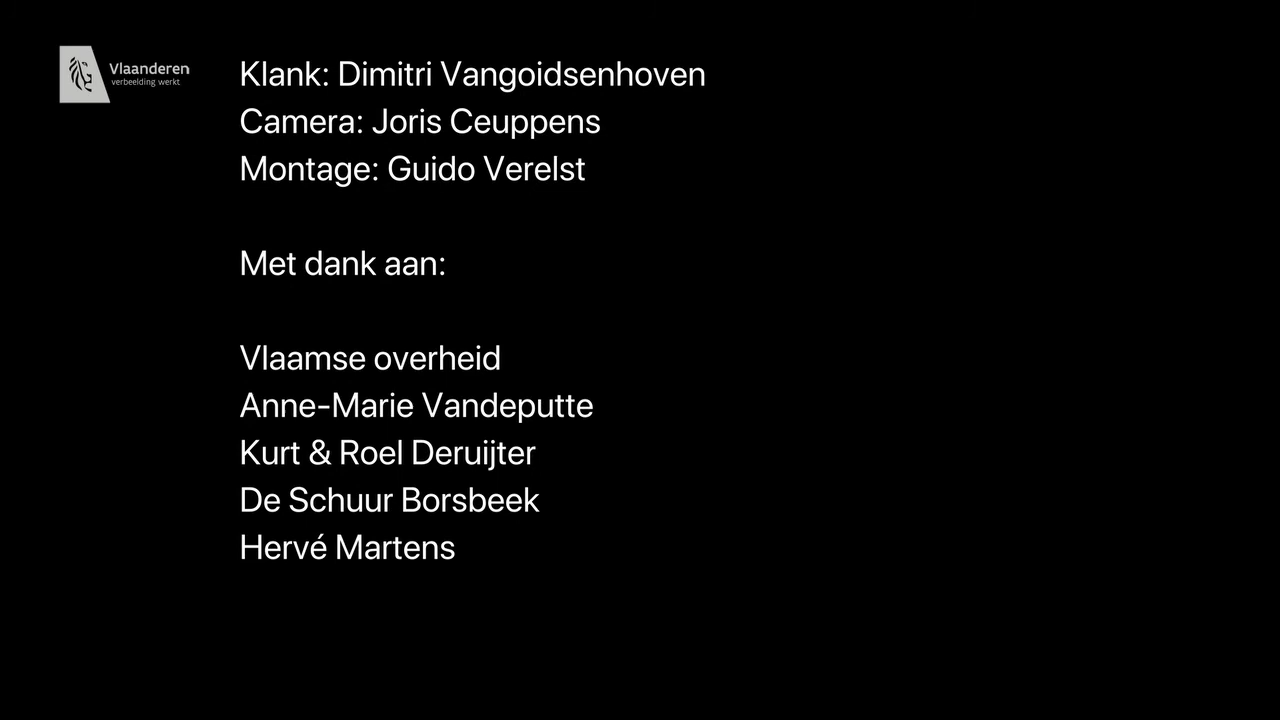 Vlaanderen
verbeelding werkt
Klank: Dimitri Vangoidsenhoven
Camera: Joris Ceuppens
Montage: Guido Verelst
Met dank aan:
Vlaamse overheid
Anne-Marie Vandeputte
Kurt & Roel Deruijter
De Schuur Borsbeek
Hervé Martens